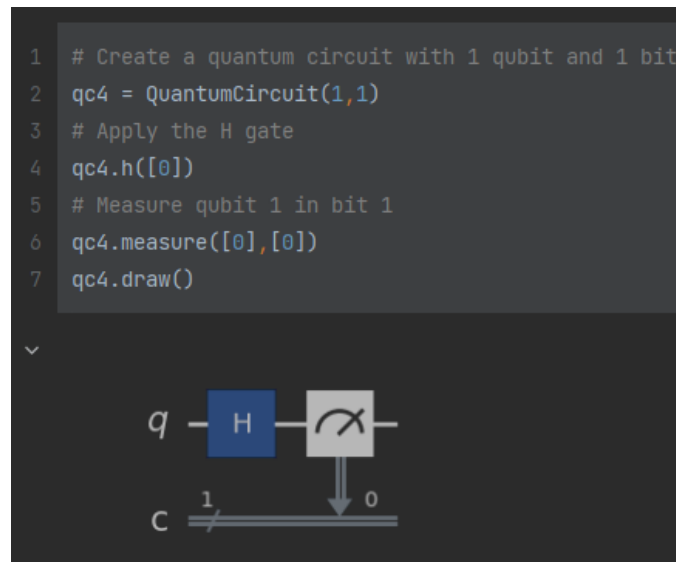 1 # Create a quantum circuit with 1 qubit and 1 bit
2 qc4 = QuantumCircuit(1,1)
3 # Apply the H gate
4 qc4.h([0])
5 # Measure qubit 1 in bit 1
6 qc4.measure([0],[0])
7 qc4.draw()
q H
1 0
c